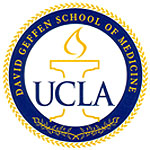 DAVID GEFFEN SCHOOL OF MEDICINE
UCLA